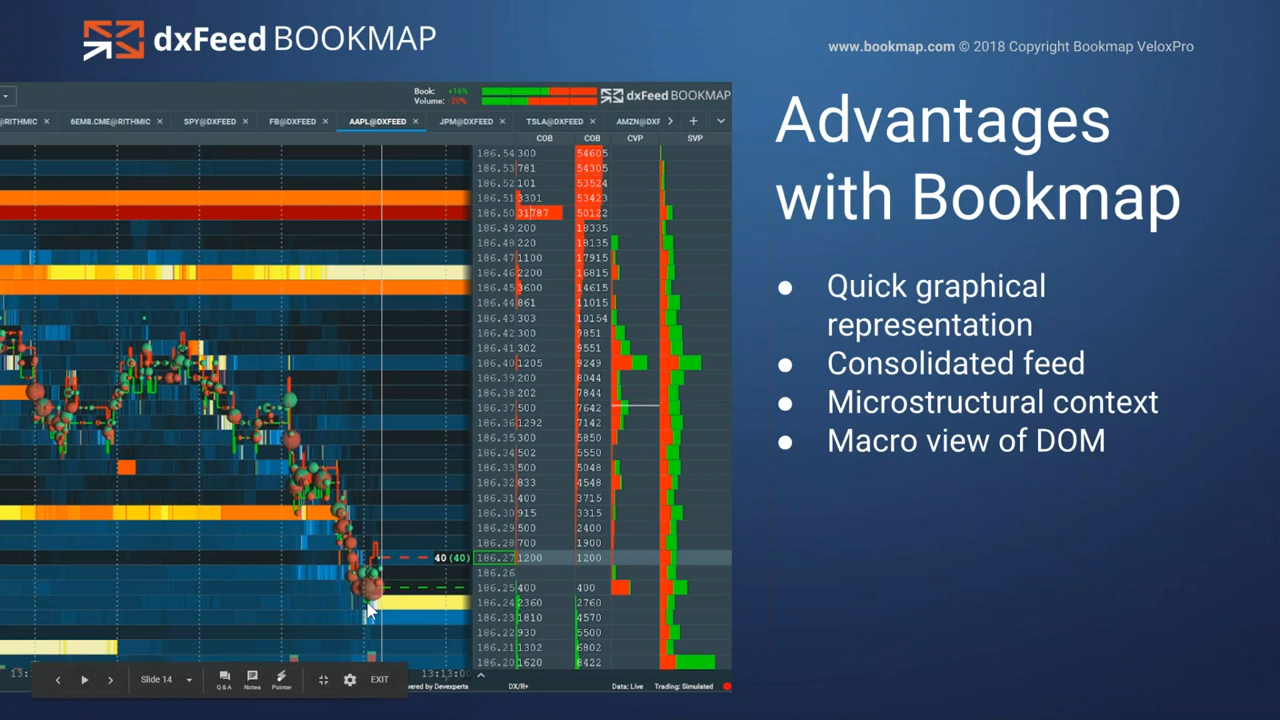 dxFeed BOOKMAP
www.bookmap.com © 2018 Copyright Bookmap VeloxPro
Book: +16%
Volume: -20%
dxFeed BOOKMAP
@RITHMIC × 6EM8.CME@RITHMIC × SPY@DXFEED × FB@DXFEED × AAPL@DXFEED × JPM@DXFEED × TSLA@DXFEED × AMZN@DXF
COB COB CVP SVP
186.54 300 54605
186.53 781 54305
186.52 101 53524
186.51 3301 53423
186.50 31787 50122
186.49 200 18335
186.48 220 18135
186.47 1100 17915
186.46 2200 16815
186.45 3600 14615
186.44 861 11015
186.43 303 10154
186.42 300 9851
186.41 302 9551
186.40 1205 9249
186.39 200 8044
186.38 202 7844
186.37 500 7642
186.36 1292 7142
186.35 300 5850
186.34 502 5550
186.33 500 5048
186.32 833 4548
186.31 400 3715
186.30 915 3315
186.29 500 2400
186.28 700 1900
40 (40) 186.27 1200 1200
186.26
186.25 400 400
186.24 2360 2760
186.23 1810 4570
186.22 930 5500
186.21 1302 6802
186.20 1620 8422
13:13:00
wered by Devexperts DX/R+ Data: Live Trading: Simulated
Slide 14 Q & A Notes Pointer EXIT
Advantages
with Bookmap
● Quick graphical
representation
● Consolidated feed
● Microstructural context
● Macro view of DOM